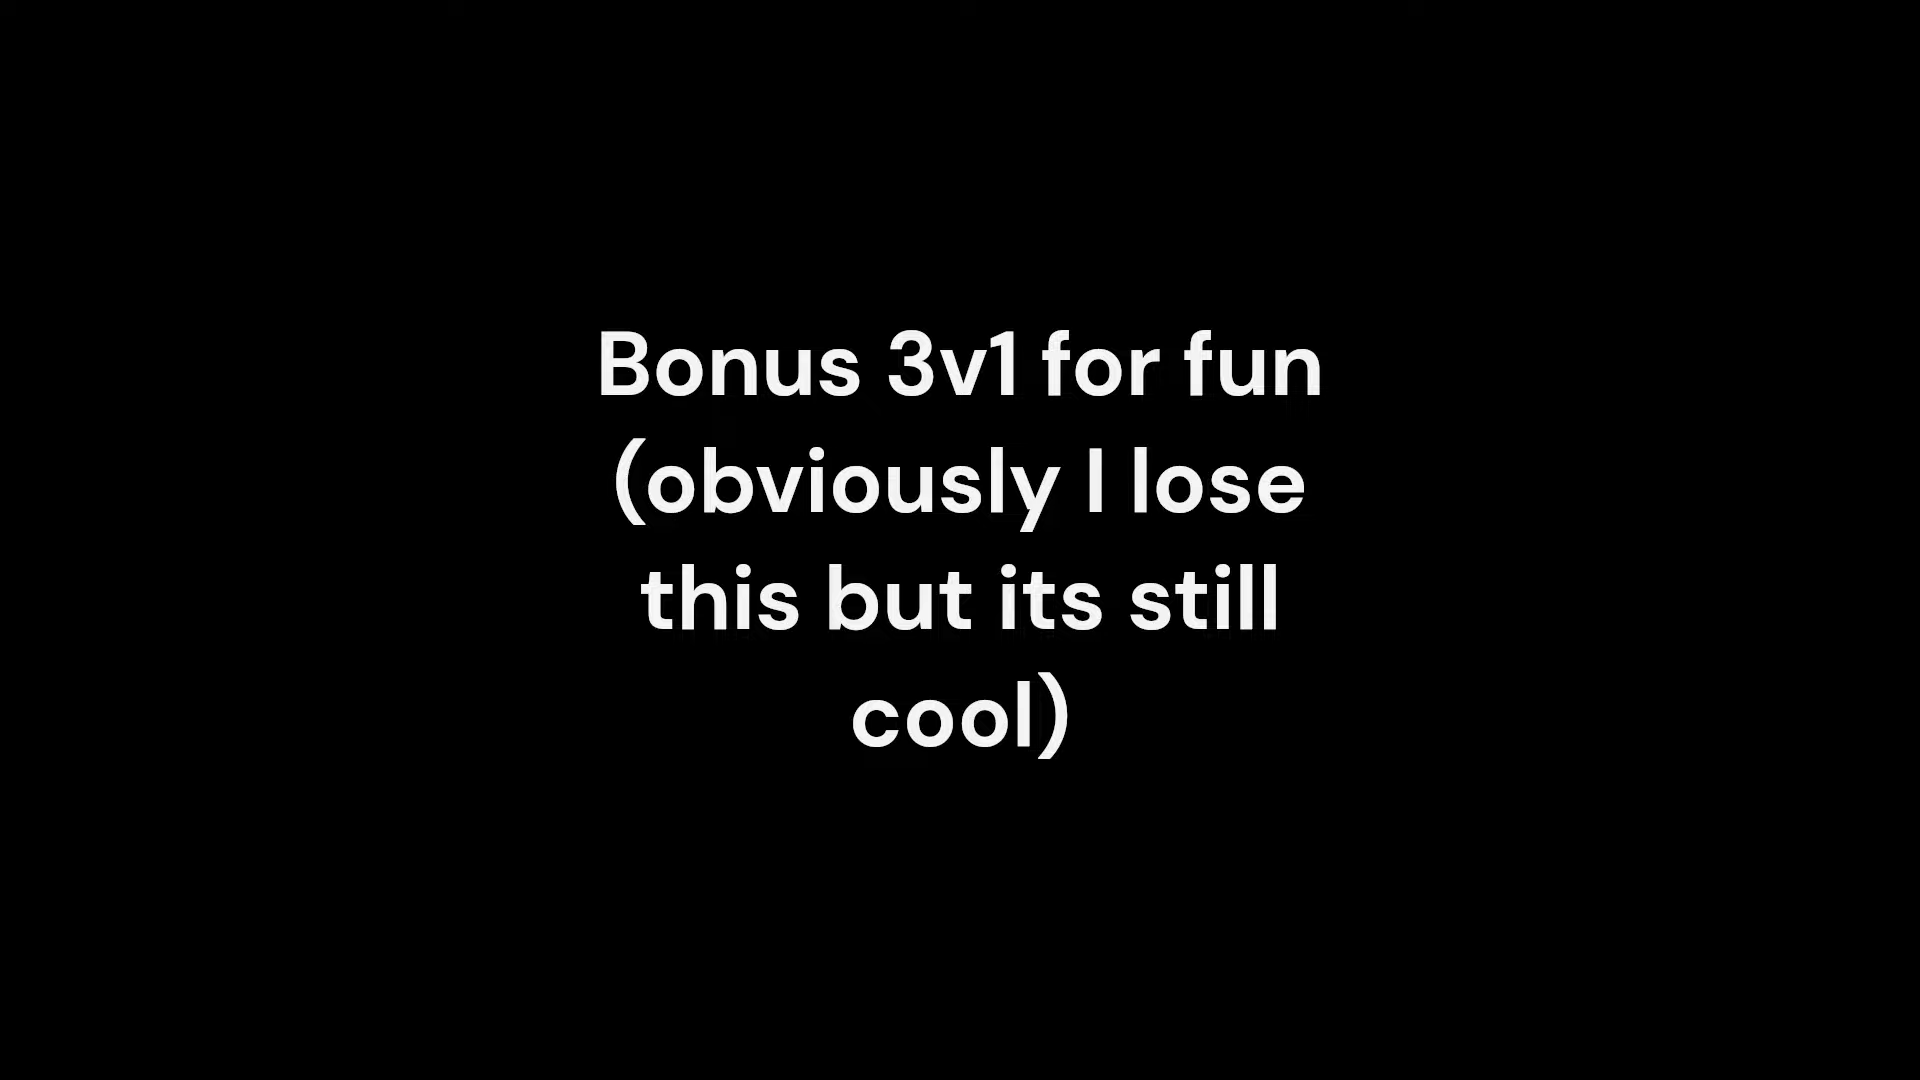 Bonus 3v1 for fun
(obviously I lose
this but its still
cool)